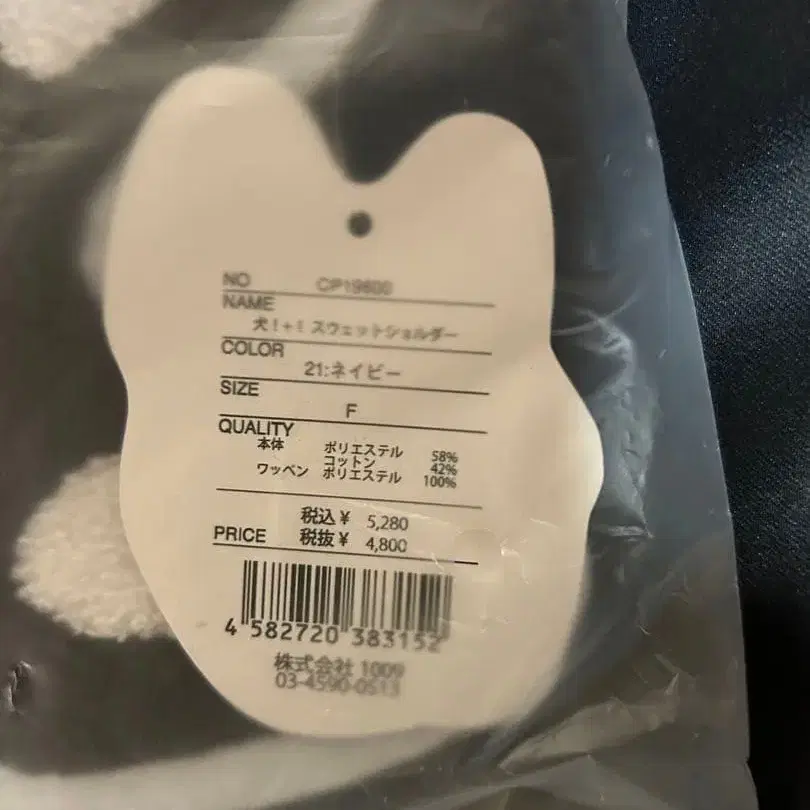 NO CP19600
NAME
犬！+！スウェットショルダー
COLOR
21:ネイビー
SIZE
F
QUALITY
本体 ポリエステル 58%
コットン 42%
ワッペン ポリエステル 100%
税込¥ 5,280
PRICE 税抜¥ 4,800
4 582720 383152
株式会社 1009
03-4590-0513